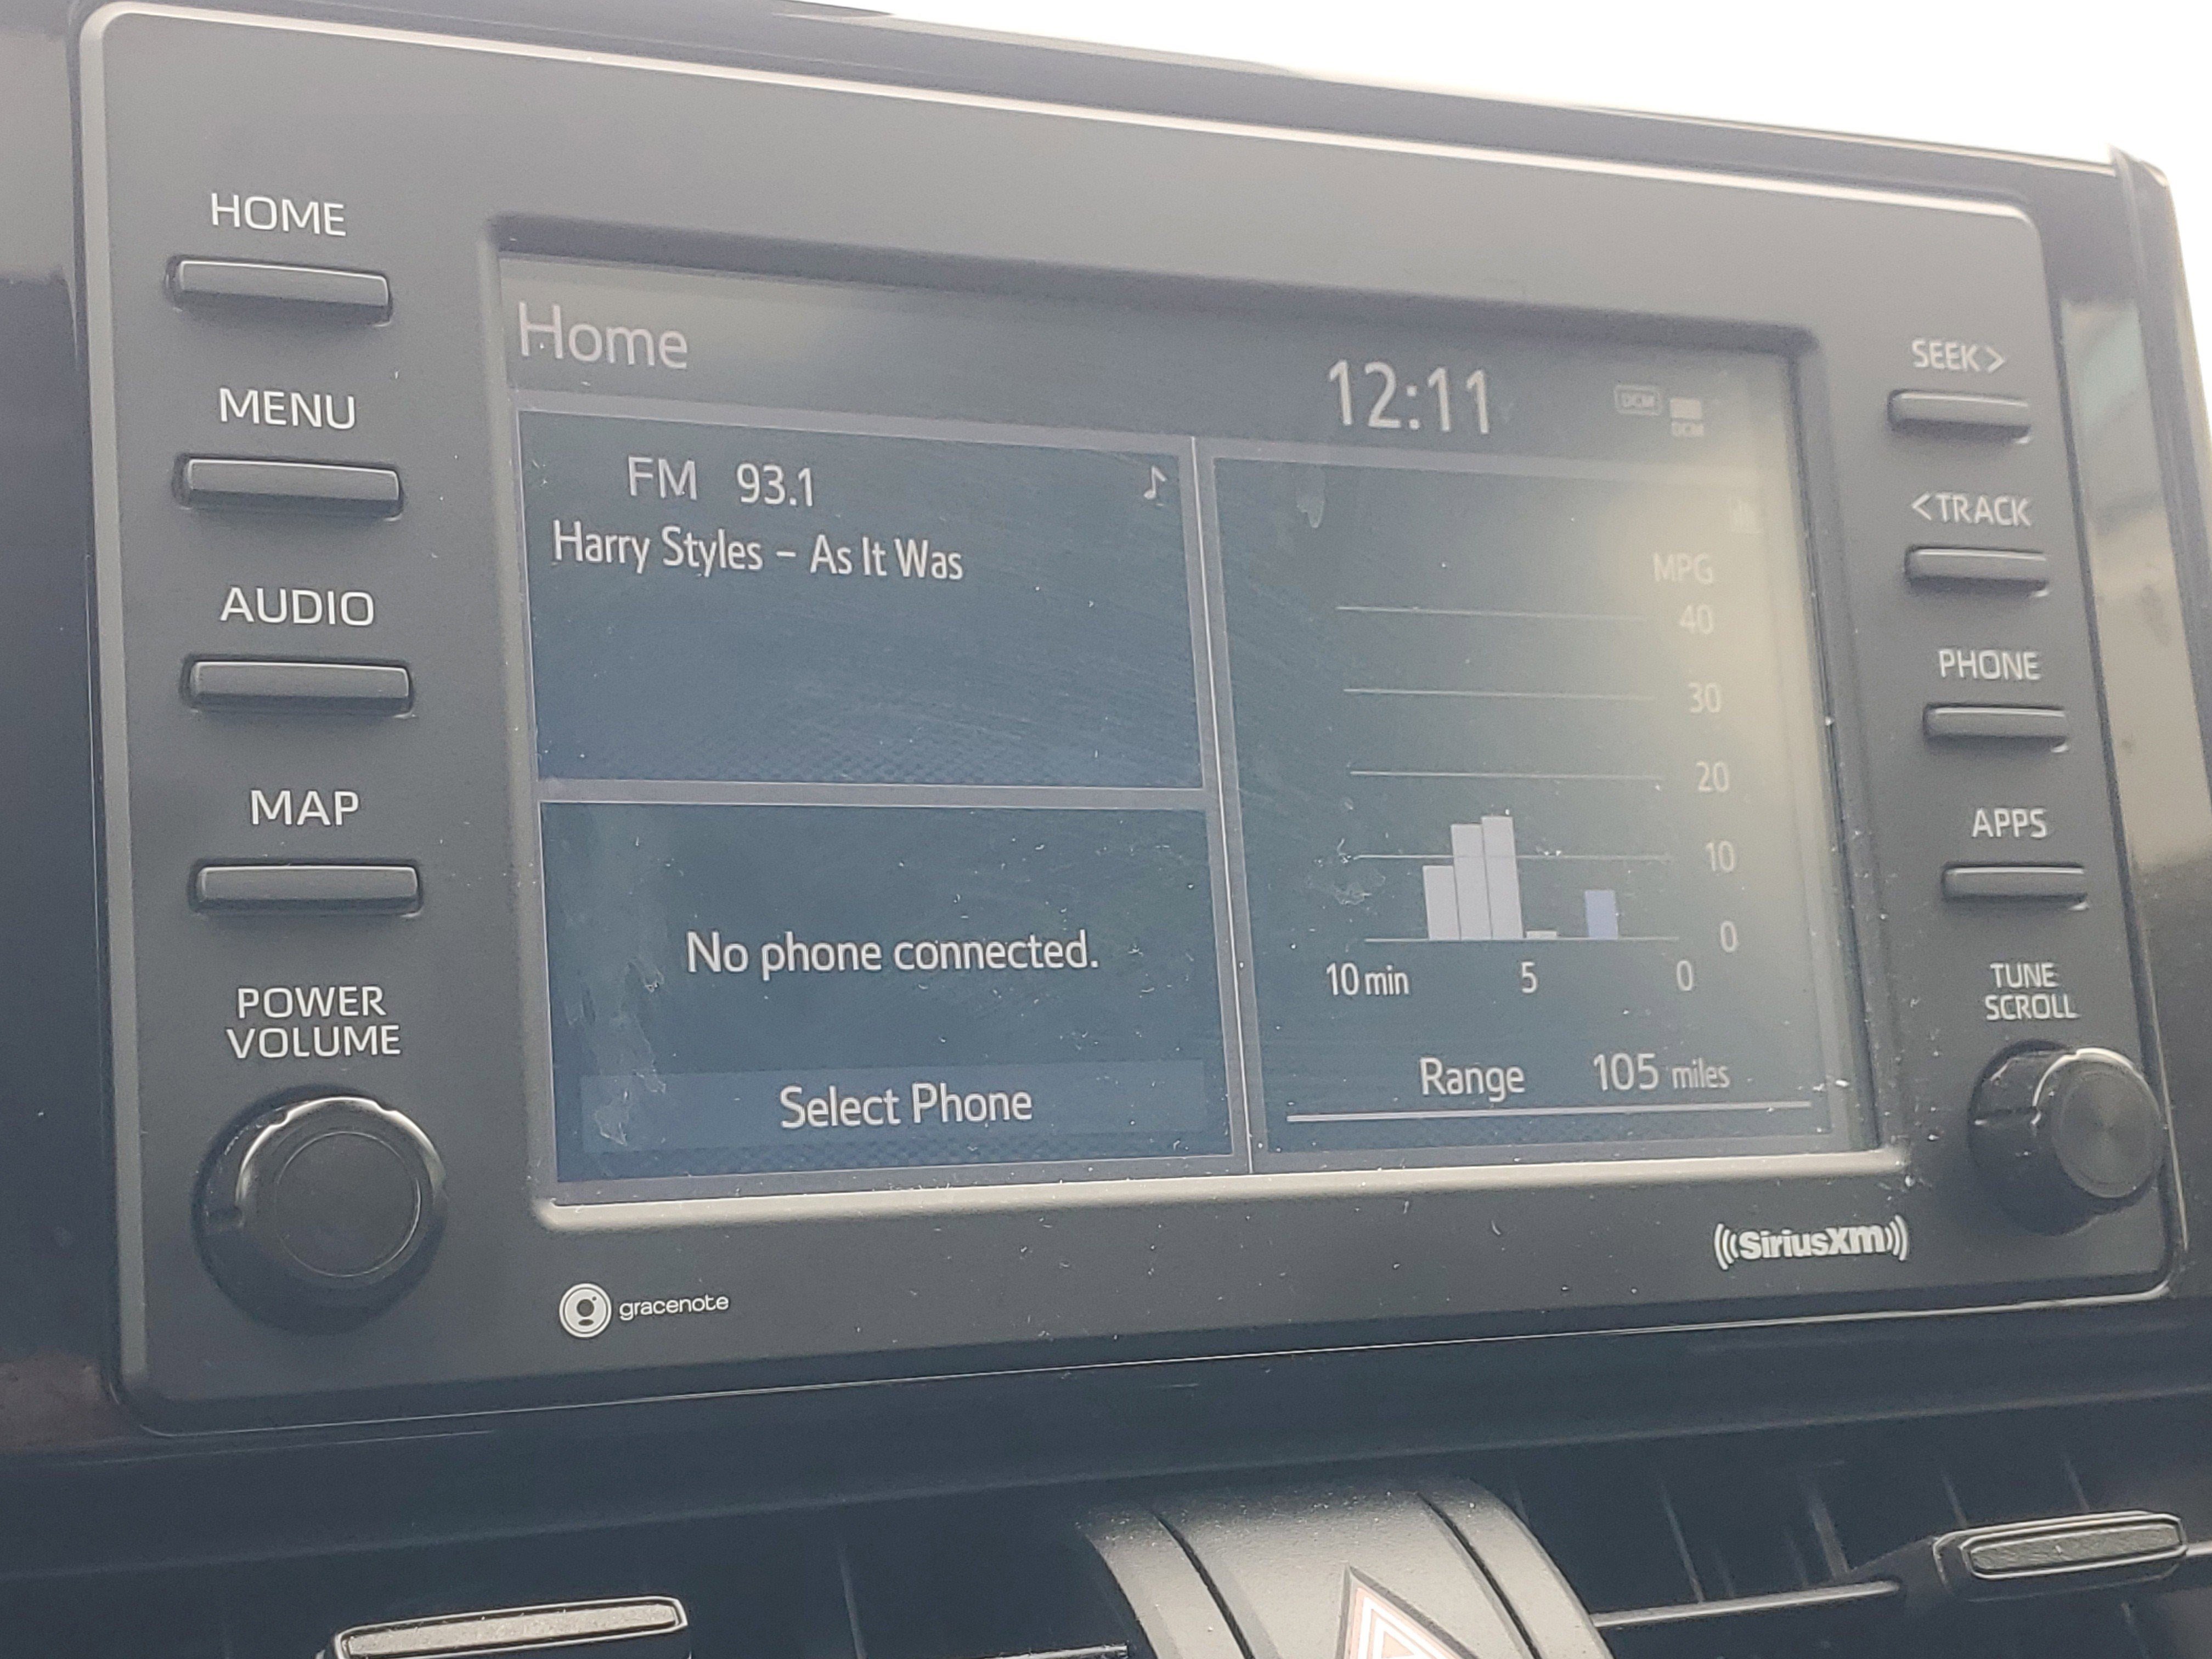 HOME
MENU
AUDIO
MAP
POWER
VOLUME
Home
12:11
DCM
DCM
FM 93.1
Harry Styles – As It Was
No phone connected.
Select Phone
MPG
40
30
20
10
0
10 min 5 0
Range 105 miles
SEEK >
< TRACK
PHONE
APPS
TUNE
SCROLL
gracenote
((SiriusXM))